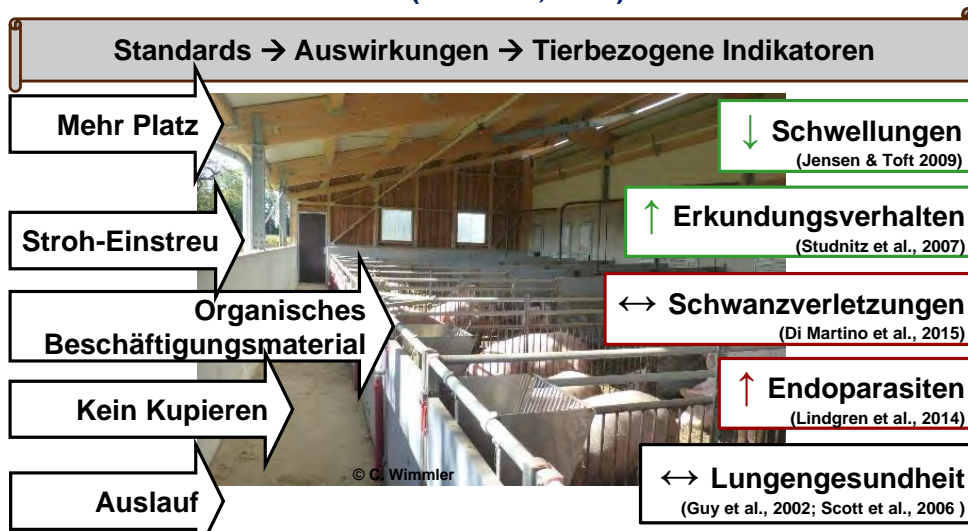 Standards → Auswirkungen → Tierbezogene Indikatoren
Mehr Platz
Stroh-Einstreu
Organisches
Beschäftigungsmaterial
Kein Kupieren
Auslauf
↓ Schwellungen
(Jensen & Toft 2009)
↑ Erkundungsverhalten
(Studnitz et al., 2007)
↔ Schwanzverletzungen
(Di Martino et al., 2015)
↑ Endoparasiten
(Lindgren et al., 2014)
↔ Lungengesundheit
(Guy et al., 2002; Scott et al., 2006 )
© C. Wimmler